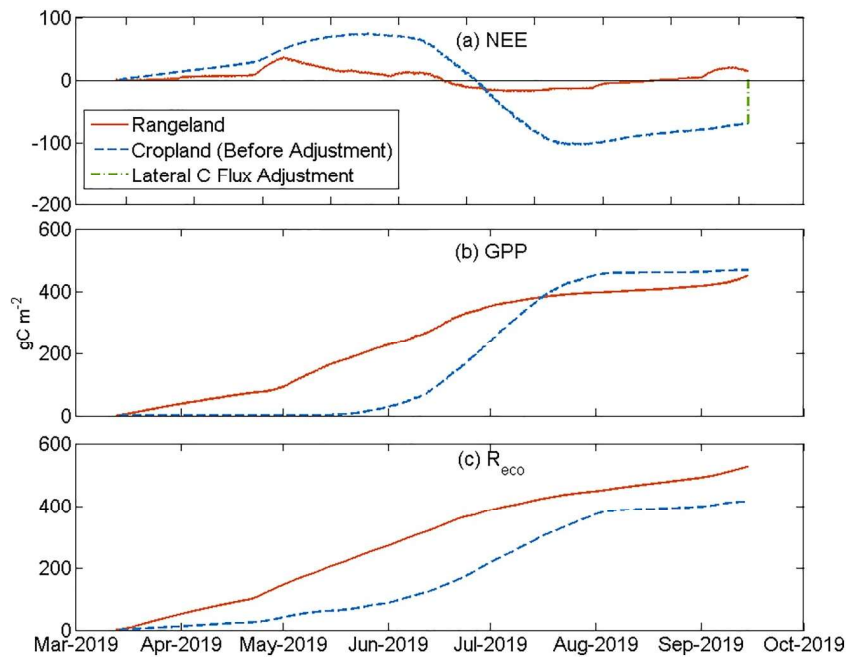 100
(a) NEE
0
Rangeland
Cropland (Before Adjustment)
-100
Lateral C Flux Adjustment
-200
600
(b) GPP
400
gC m-2
200
0
600
(c) Reco
400
200
0
Mar-2019 Apr-2019 May-2019 Jun-2019 Jul-2019 Aug-2019 Sep-2019 Oct-2019